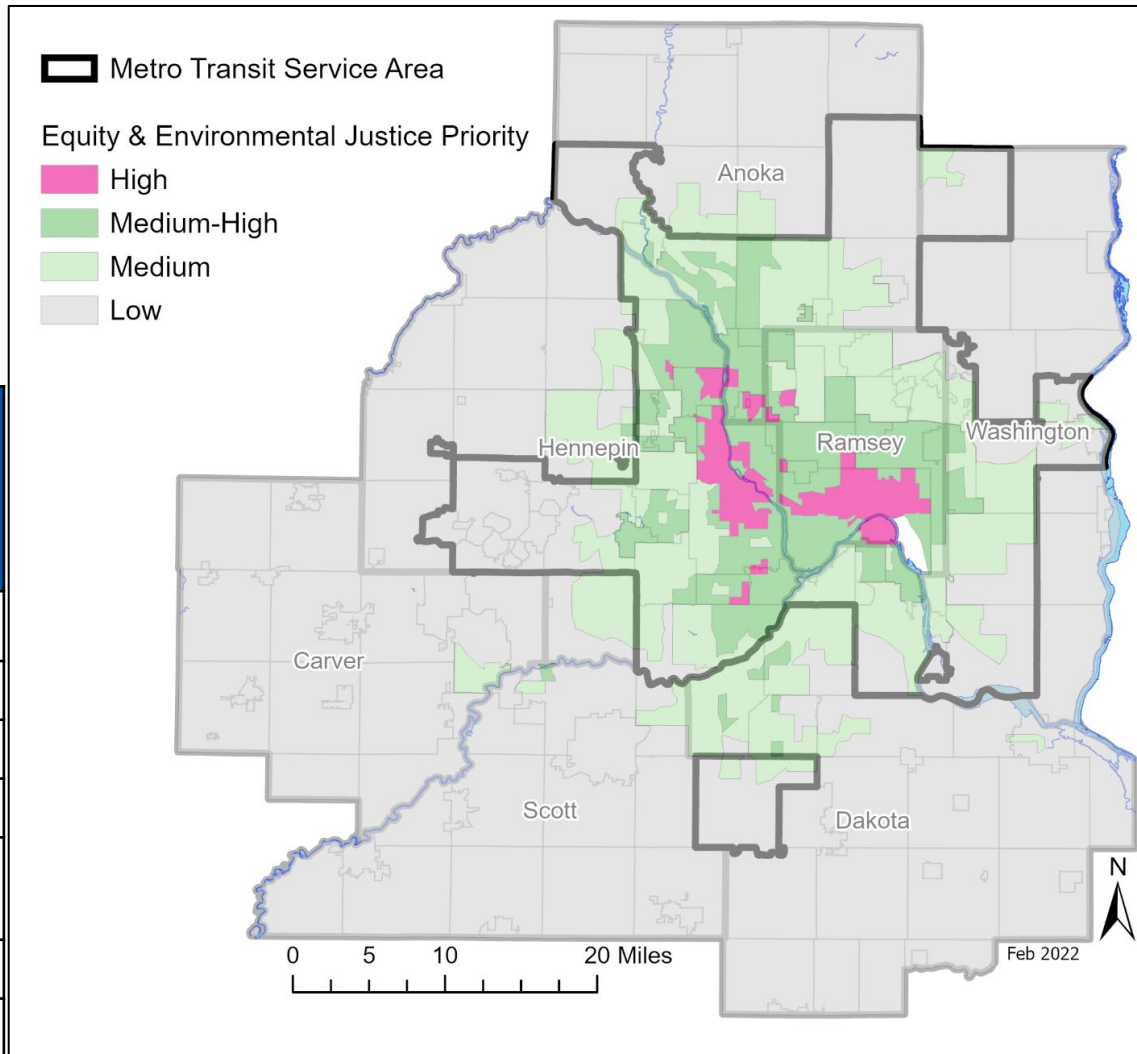 Metro Transit Service Area
Equity & Environmental Justice Priority
High
Medium-High
Medium
Low
Anoka
Hennepin
Ramsey
Washington
Carver
Scott
Dakota
N
0 5 10 20 Miles
Feb 2022